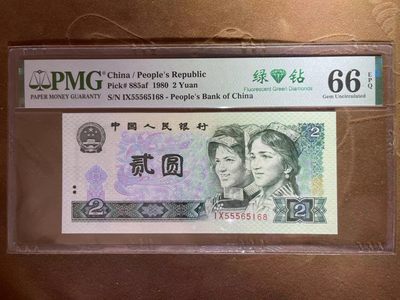 PMG
PAPER MONEY GUARANTY
China / People's Republic
Pick# 885af 1980 2 Yuan
S/N IX55565168 - People's Bank of China
绿钻
Fluorescent Green Diamonds
66 EPQ
Gem Uncirculated
中国人民银行
2
贰圆
IX55565168
2
2